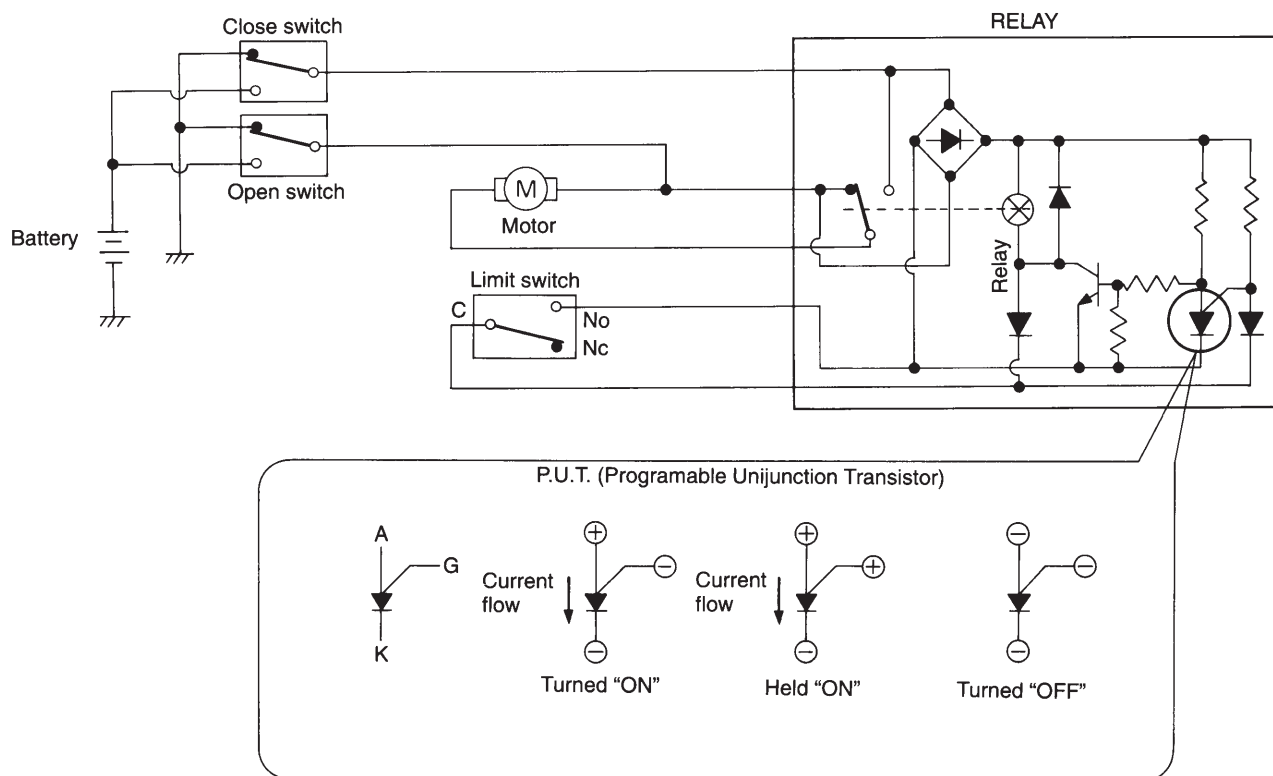 RELAY
Close switch
Open switch
Battery
M
Motor
Relay
Limit switch
C
No
Nc
P.U.T. (Programable Unijunction Transistor)
A
G
K
Current
flow
Turned “ON”
Current
flow
Held “ON”
Turned “OFF”